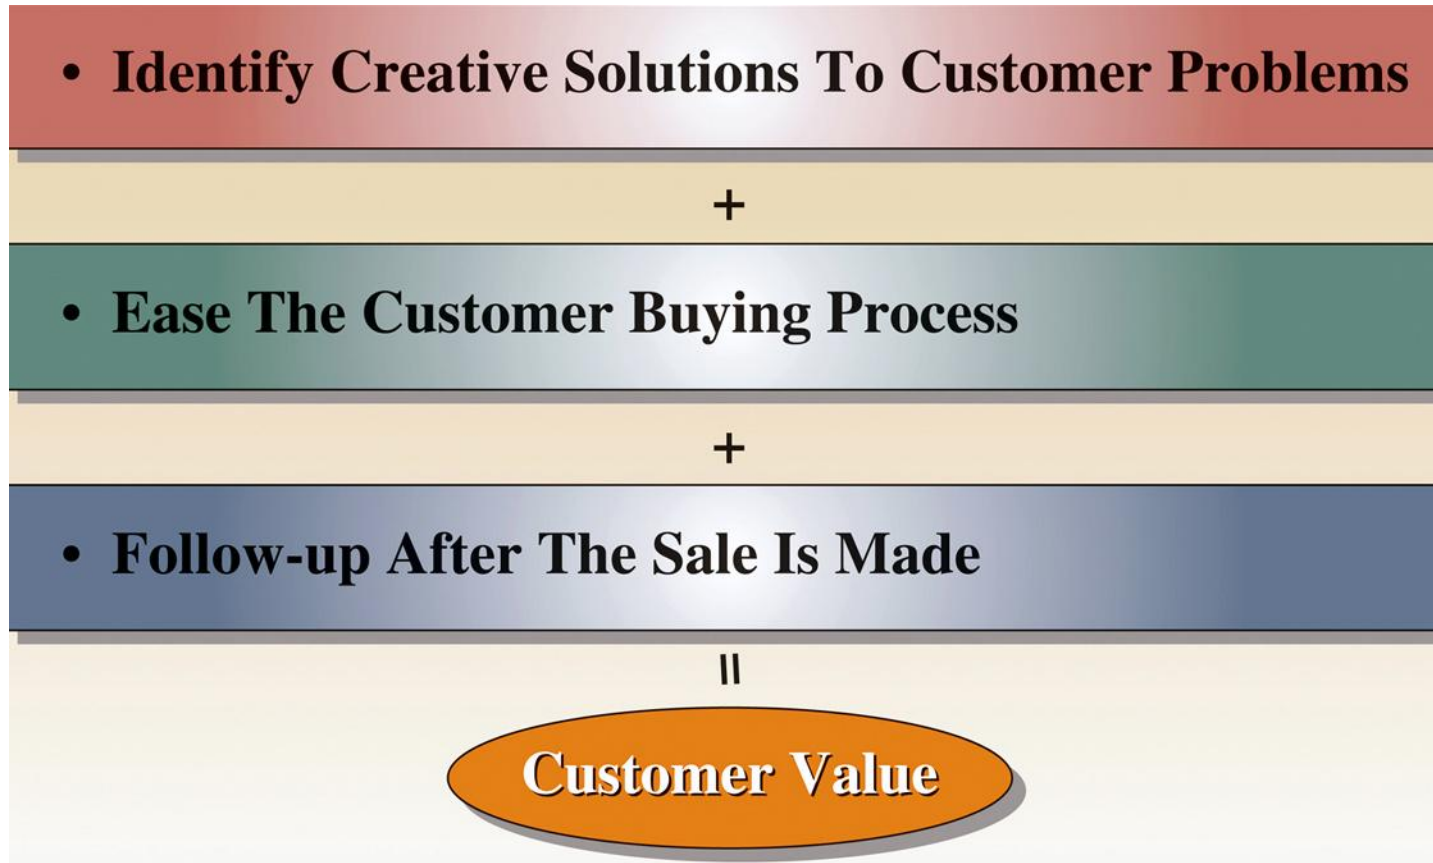 • Identify Creative Solutions To Customer Problems
+
• Ease The Customer Buying Process
+
• Follow-up After The Sale Is Made
=
Customer Value